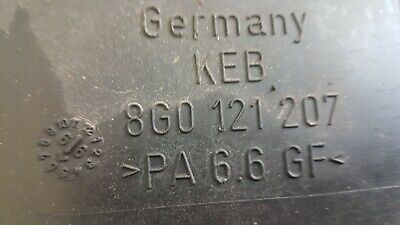 Germany
KEB
8G0 121 207
>PA 6.6 GF<